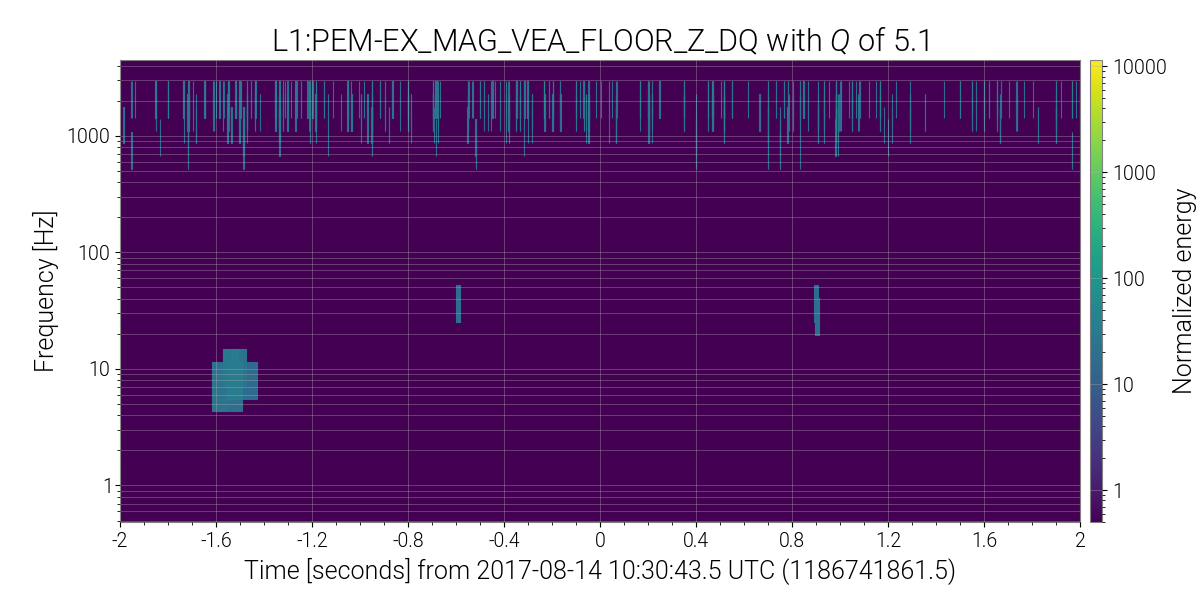 L1:PEM-EX_MAG_VEA_FLOOR_Z_DQ with Q of 5.1
Frequency [Hz]
1000
100
10
1
-2 -1.6 -1.2 -0.8 -0.4 0 0.4 0.8 1.2 1.6 2
Time [seconds] from 2017-08-14 10:30:43.5 UTC (1186741861.5)
10000
1000
100
10
1
Normalized energy